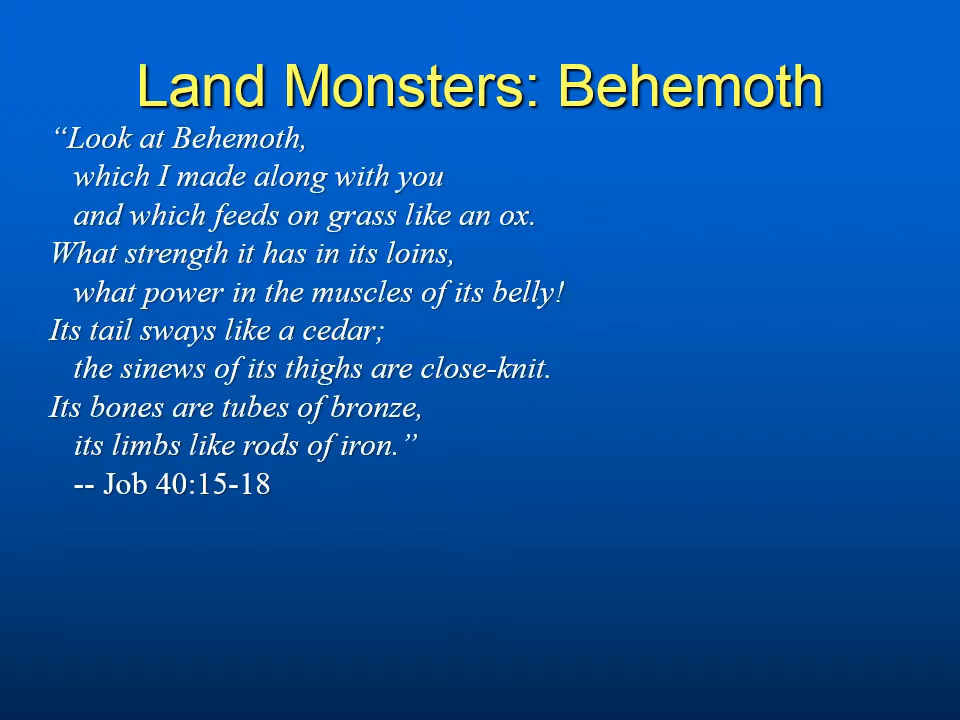 Land Monsters: Behemoth
“Look at Behemoth,
which I made along with you
and which feeds on grass like an ox.
What strength it has in its loins,
what power in the muscles of its belly!
Its tail sways like a cedar;
the sinews of its thighs are close-knit.
Its bones are tubes of bronze,
its limbs like rods of iron.”
-- Job 40:15-18